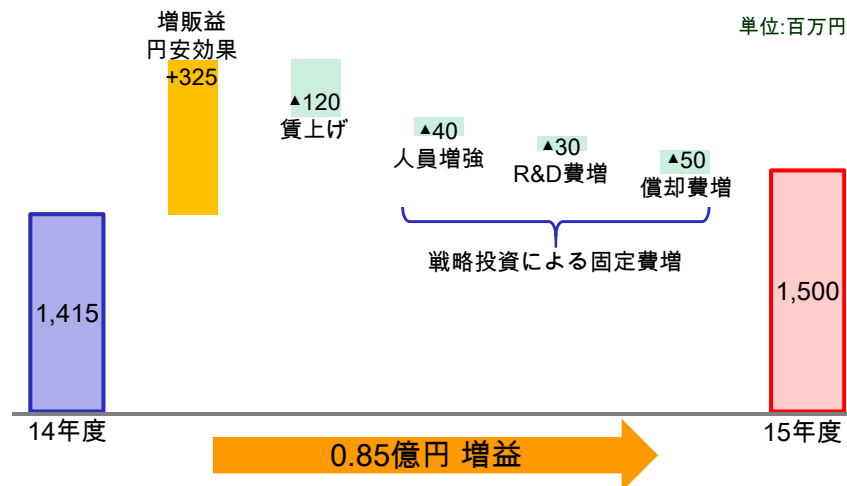 単位:百万円
増販益
円安効果
+325
▲120
賃上げ
▲40
人員増強
▲30
R&D費増
▲50
償却費増
戦略投資による固定費増
1,415
1,500
14年度
15年度
0.85億円 増益